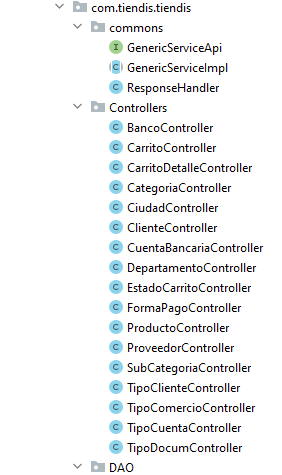 com.tiendis.tiendis
commons
GenericServiceApi
GenericServiceImpl
ResponseHandler
Controllers
BancoController
CarritoController
CarritoDetalleController
CategoriaController
CiudadController
ClienteController
CuentaBancariaController
DepartamentoController
EstadoCarritoController
FormaPagoController
ProductoController
ProveedorController
SubCategoriaController
TipoClienteController
TipoComercioController
TipoCuentaController
TipoDocumController
DAO